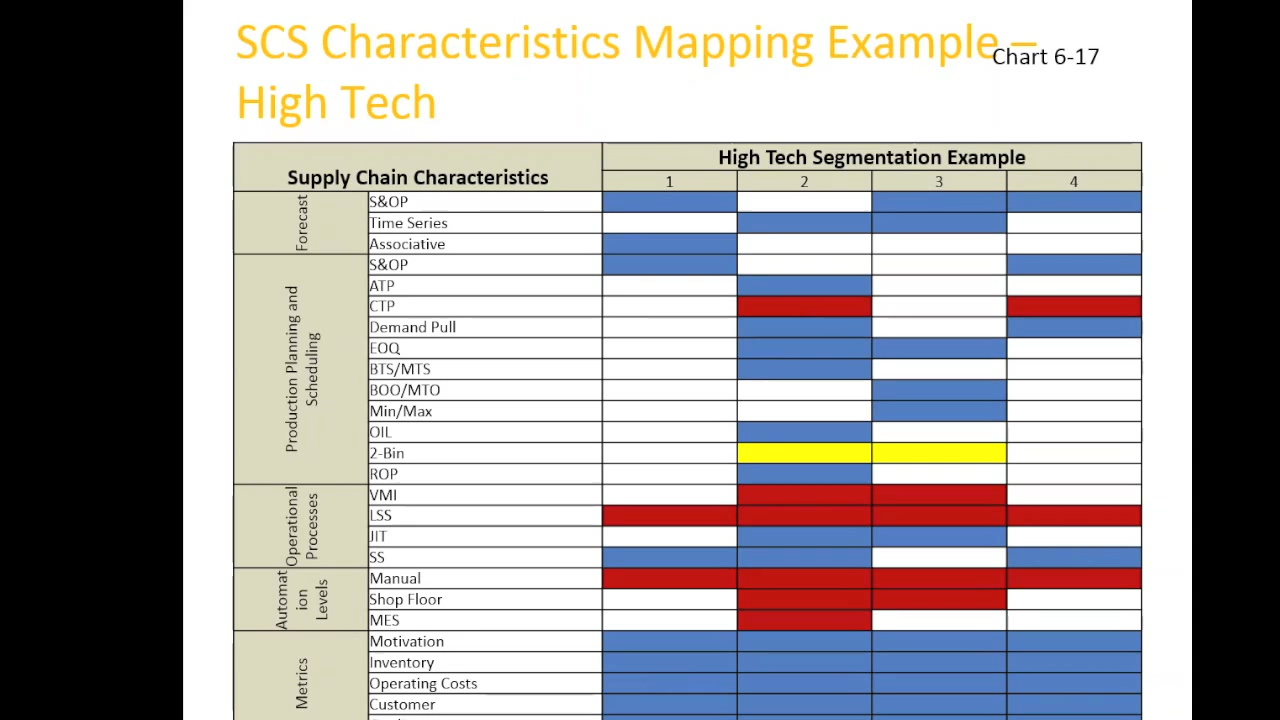 SCS Characteristics Mapping Example –
Chart 6-17
High Tech
Supply Chain Characteristics
High Tech Segmentation Example
1 2 3 4
Forecast
S&OP
Time Series
Associative
Production Planning and
Scheduling
S&OP
ATP
CTP
Demand Pull
EOQ
BTS/MTS
BOO/MTO
Min/Max
OIL
2-Bin
ROP
Operational
Processes
VMI
LSS
JIT
SS
Automat
ion
Levels
Manual
Shop Floor
MES
Metrics
Motivation
Inventory
Operating Costs
Customer